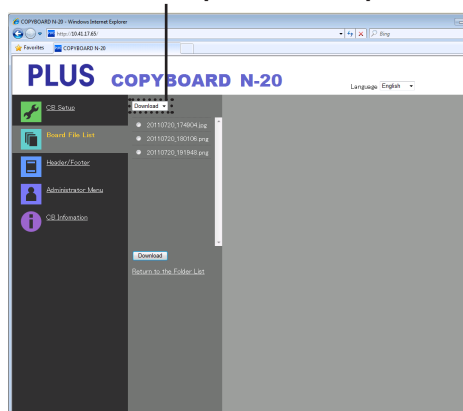 COPYBOARD N-20 - Windows Internet Explorer
http://10.41.17.65/
Bing
Favorites
COPYBOARD N-20
PLUS COPYBOARD N-20
Language English
CB Setup
Board File List
Header/Footer
Administrator Menu
CB Infomation
Download
20110720_174904.jpg
20110720_180106.png
20110720_181948.png
Download
Return to the Folder List